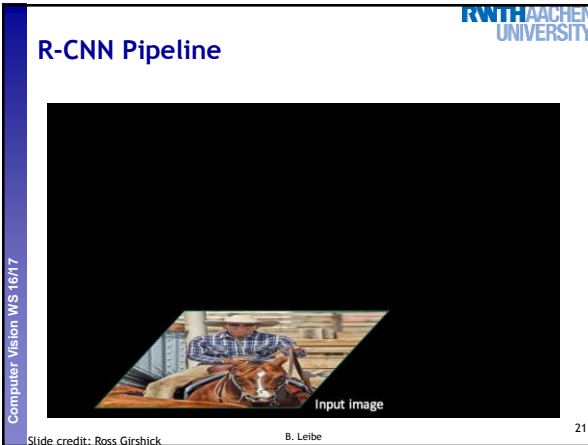 RWTHAACHEN
UNIVERSITY
R-CNN Pipeline
Computer Vision WS 16/17
Input image
Slide credit: Ross Girshick
B. Leibe
21